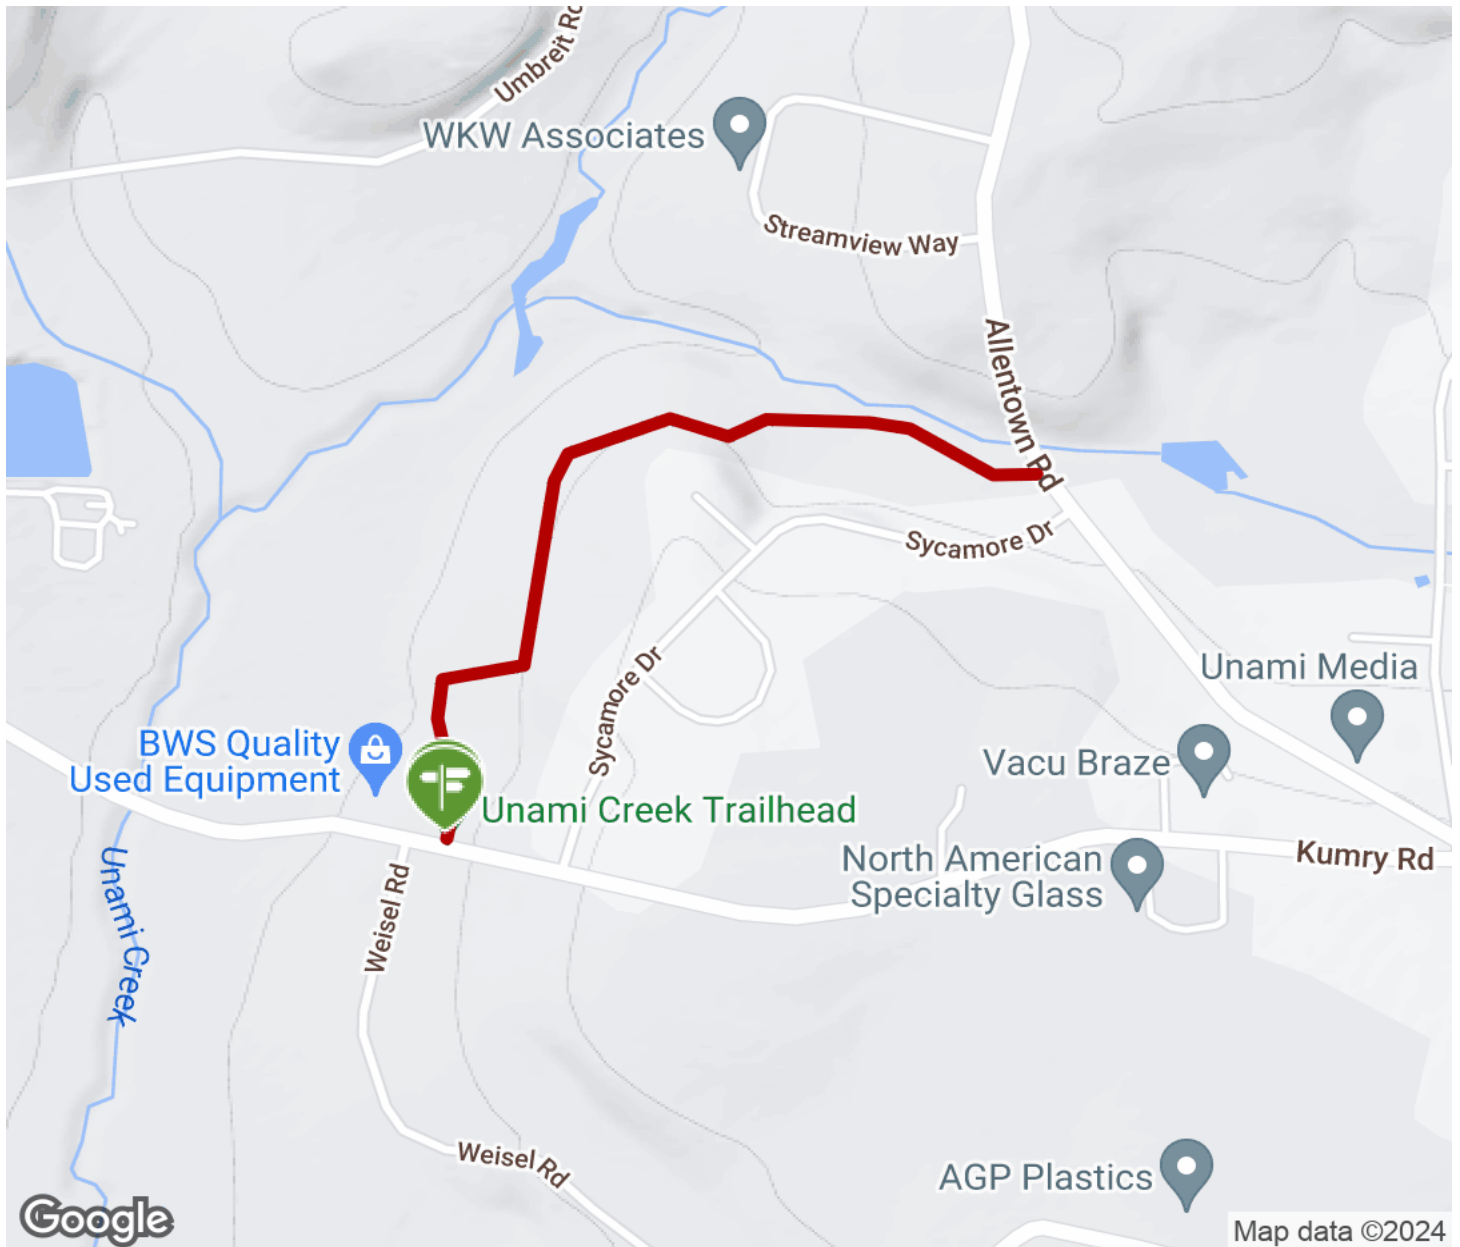 Umbreit Rd
WKW Associates
Streamview Way
Allentown Rd
Sycamore Dr
Sycamore Dr
Unami Media
BWS Quality
Used Equipment
Vacu Braze
Unami Creek Trailhead
North American
Specialty Glass
Kumry Rd
Weisel Rd
Unami Creek
Weisel Rd
AGP Plastics
Google
Map data ©2024